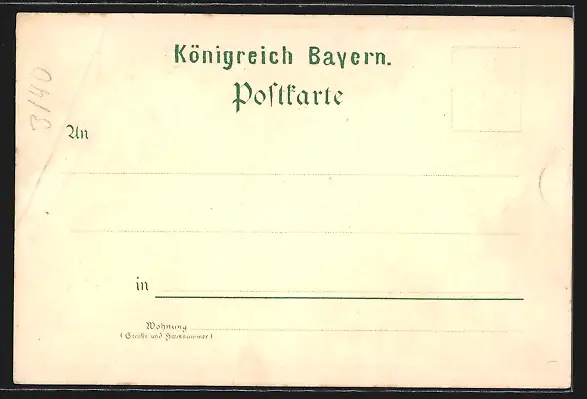 Königreich Bayern.
Poſtkarte
3/40
An
in
Wohnung
(Straße und Hausnummer)